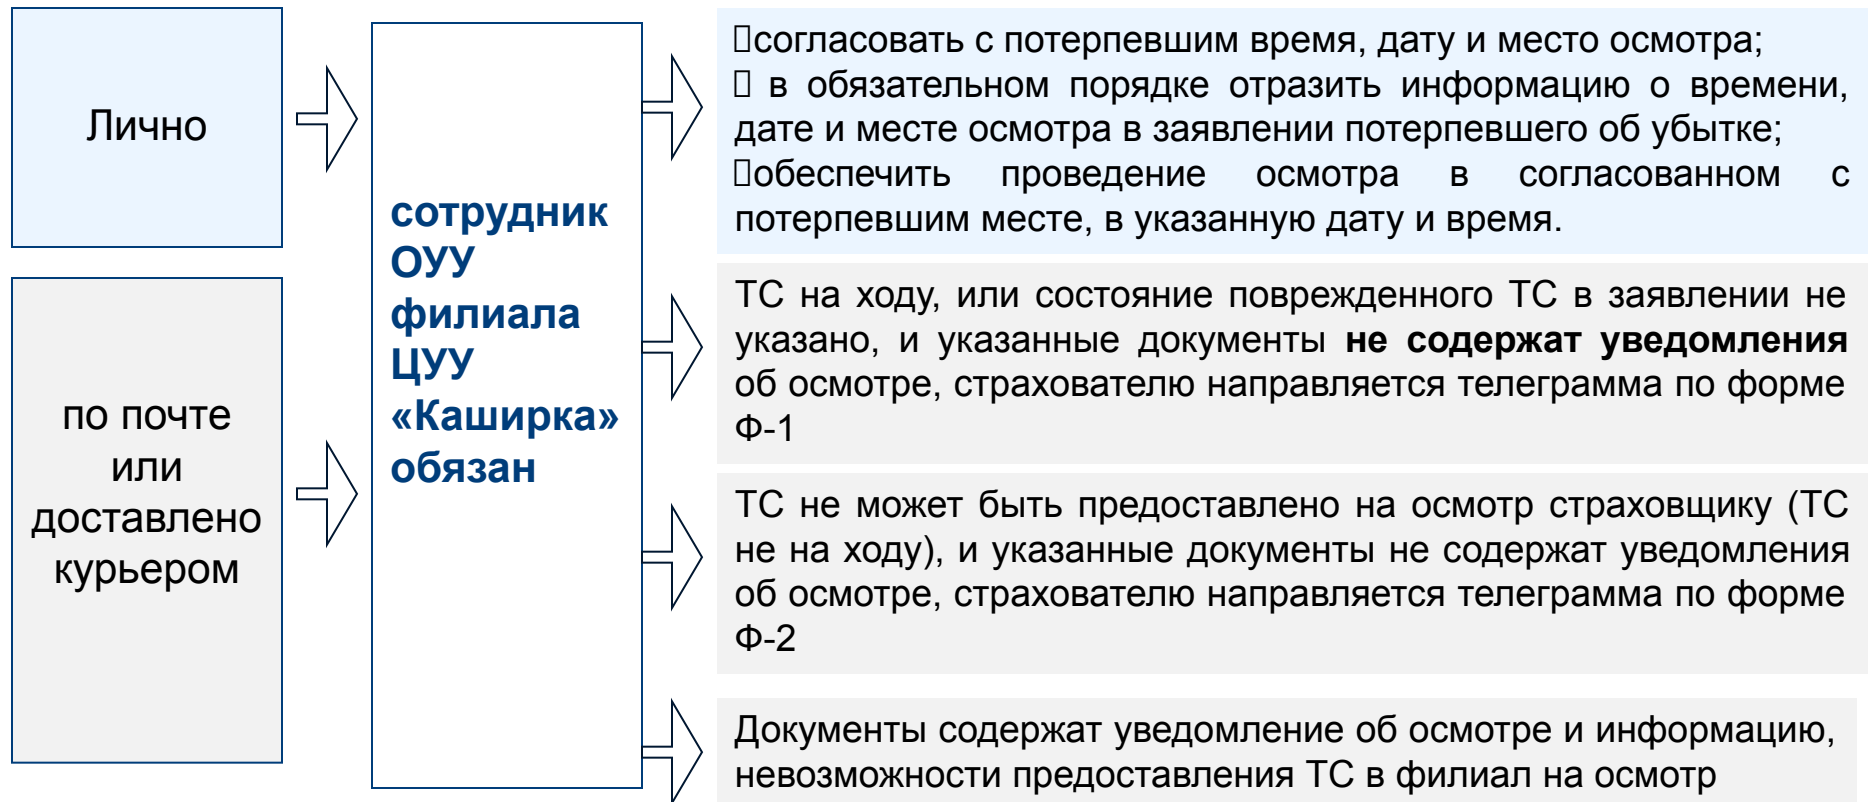 Лично
по почте
или
доставлено
курьером
сотрудник
ОУУ
филиала
ЦУУ
«Каширка»
обязан
согласовать с потерпевшим время, дату и место осмотра;
в обязательном порядке отразить информацию о времени,
дате и месте осмотра в заявлении потерпевшего об убытке;
обеспечить проведение осмотра в согласованном с
потерпевшим месте, в указанную дату и время.
ТС на ходу, или состояние поврежденного ТС в заявлении не
указано, и указанные документы не содержат уведомления
об осмотре, страхователю направляется телеграмма по форме
Ф-1
ТС не может быть предоставлено на осмотр страховщику (ТС
не на ходу), и указанные документы не содержат уведомления
об осмотре, страхователю направляется телеграмма по форме
Ф-2
Документы содержат уведомление об осмотре и информацию,
невозможности предоставления ТС в филиал на осмотр